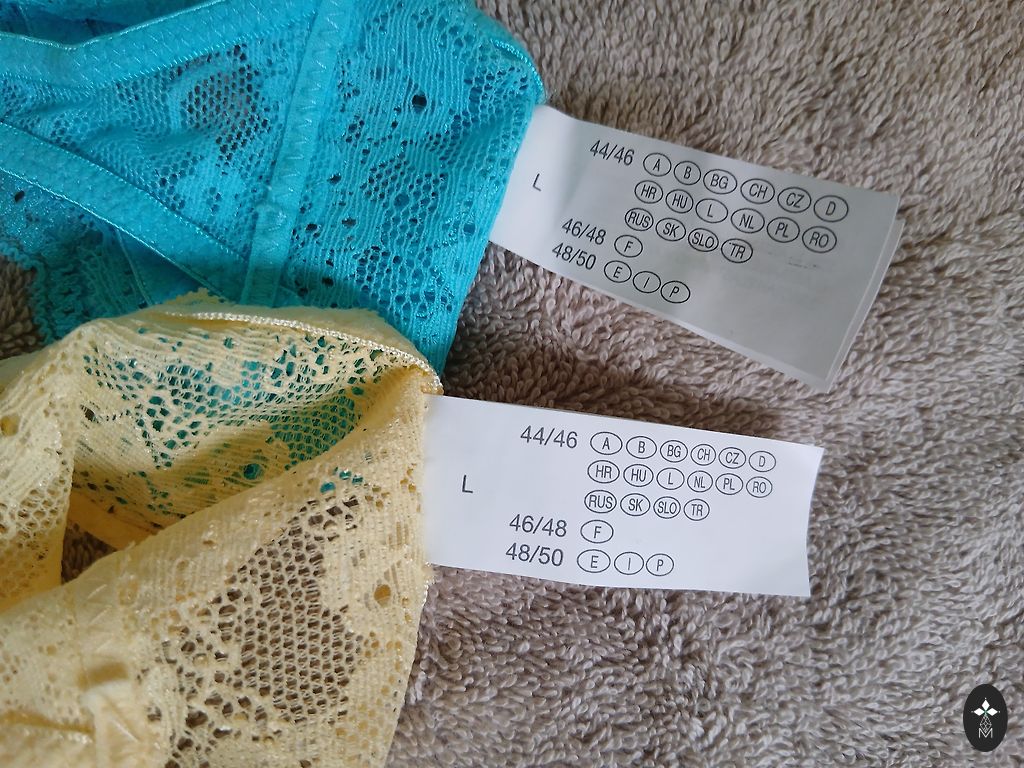 44/46 A B BG CH CZ D
L
HR HU L NL PL RO
RUS SK SLO TR
46/48 F
48/50 E I P
44/46 A B BG CH CZ D
HR HU L NL PL RO
L
RUS SK SLO TR
46/48 F
48/50 E I P
M